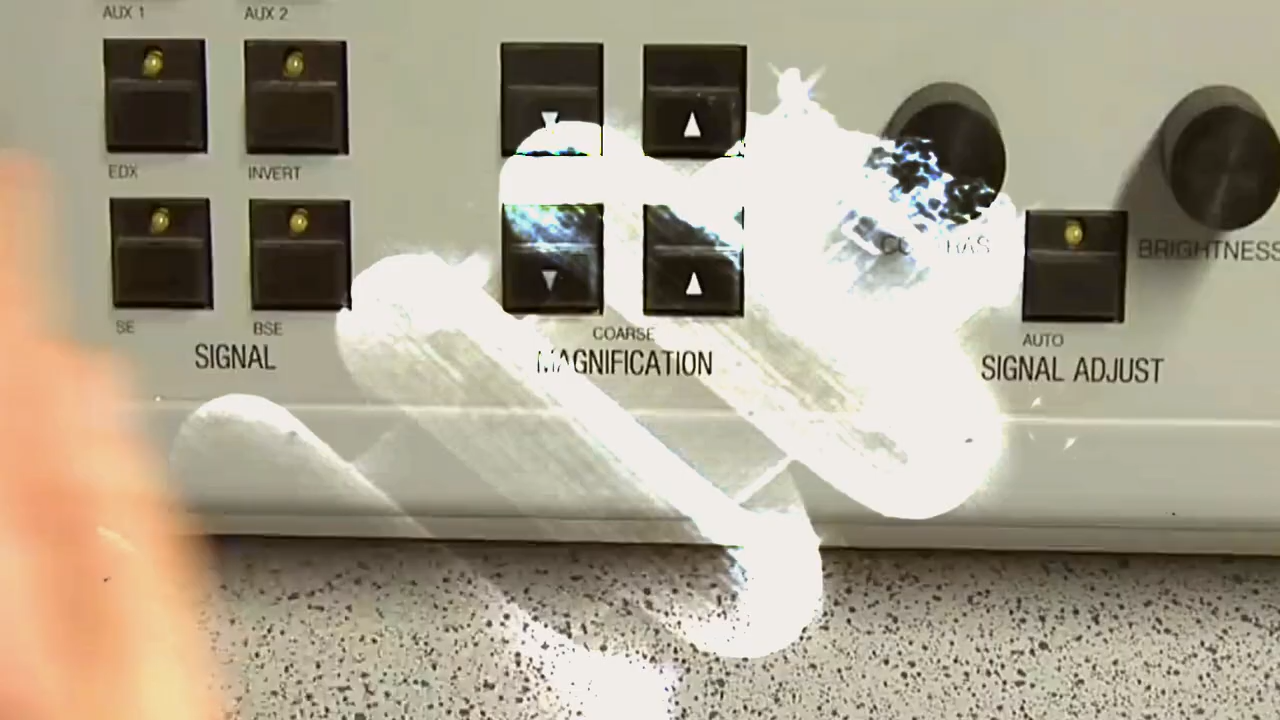 AUX 1 AUX 2
EDX INVERT
BRIGHTNESS
SE BSE COARSE AUTO
SIGNAL MAGNIFICATION SIGNAL ADJUST